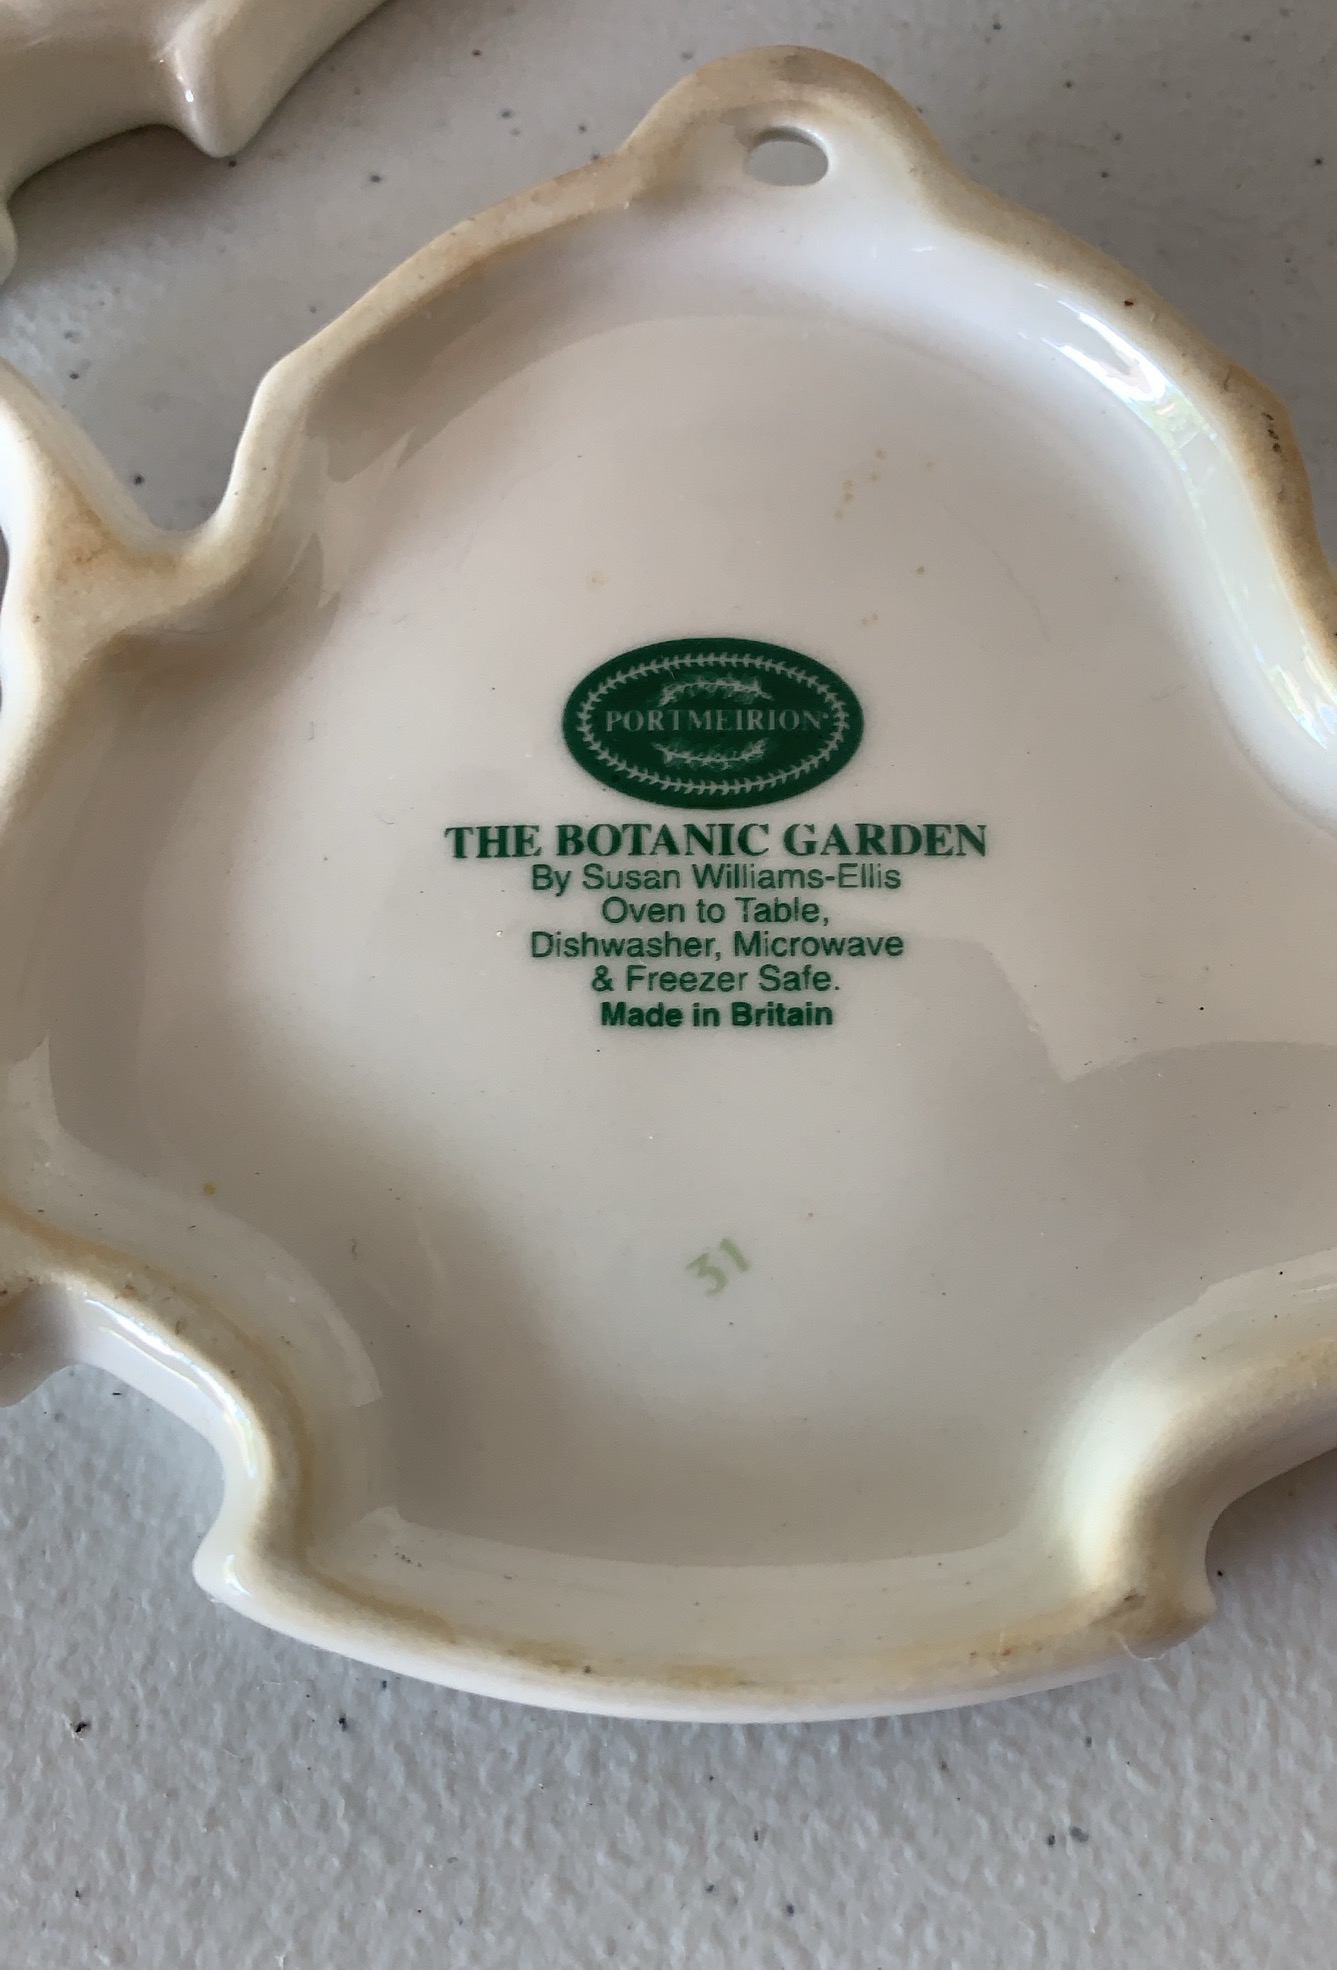 PORTMEIRION®
THE BOTANIC GARDEN
By Susan Williams-Ellis
Oven to Table,
Dishwasher, Microwave
& Freezer Safe.
Made in Britain
31